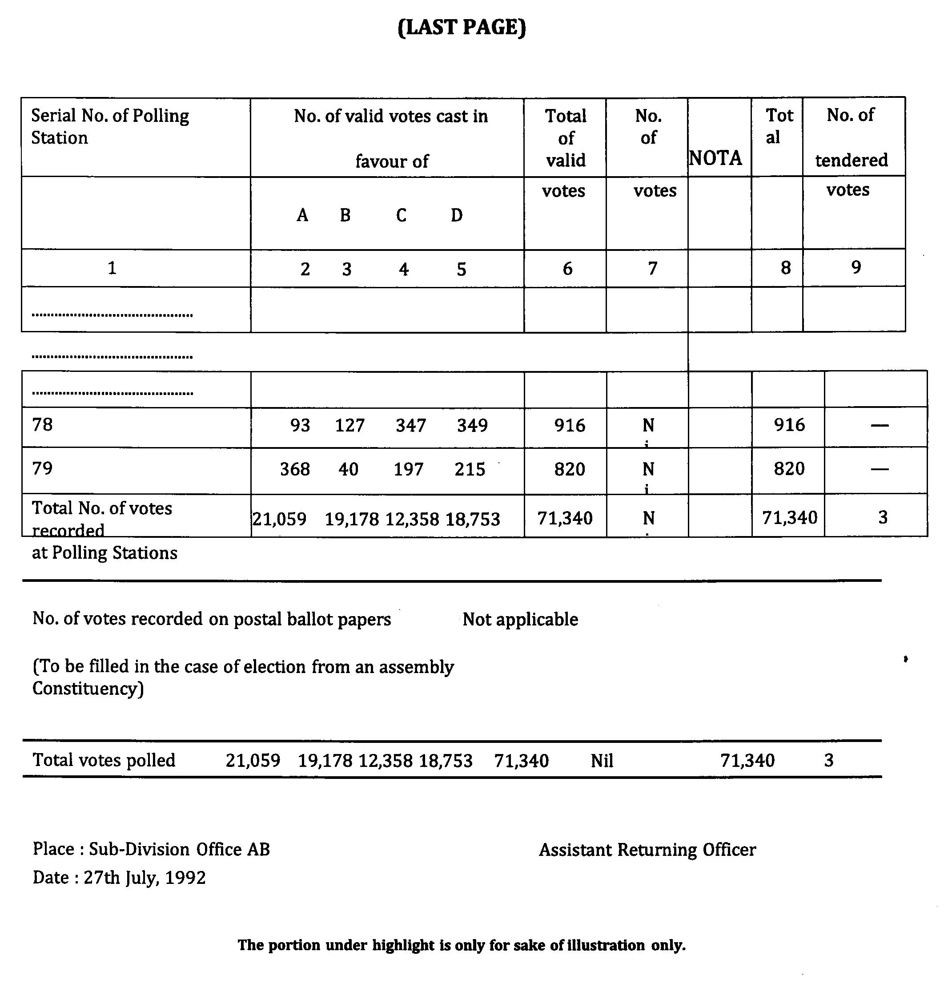 (LAST PAGE)
Serial No. of Polling Station No. of valid votes cast in favour of Total of valid No. of NOTA Tot al No. of tendered
A B C D votes votes votes
1 2 3 4 5 6 7 8 9
..........................................
..........................................
..........................................
78 93 127 347 349 916 N i 916 —
79 368 40 197 215 820 N i 820 —
Total No. of votes recorded 21,059 19,178 12,358 18,753 71,340 N 71,340 3
at Polling Stations
No. of votes recorded on postal ballot papers Not applicable
(To be filled in the case of election from an assembly
Constituency)
Total votes polled 21,059 19,178 12,358 18,753 71,340 Nil 71,340 3
Place : Sub-Division Office AB Assistant Returning Officer
Date : 27th July, 1992
The portion under highlight is only for sake of illustration only.